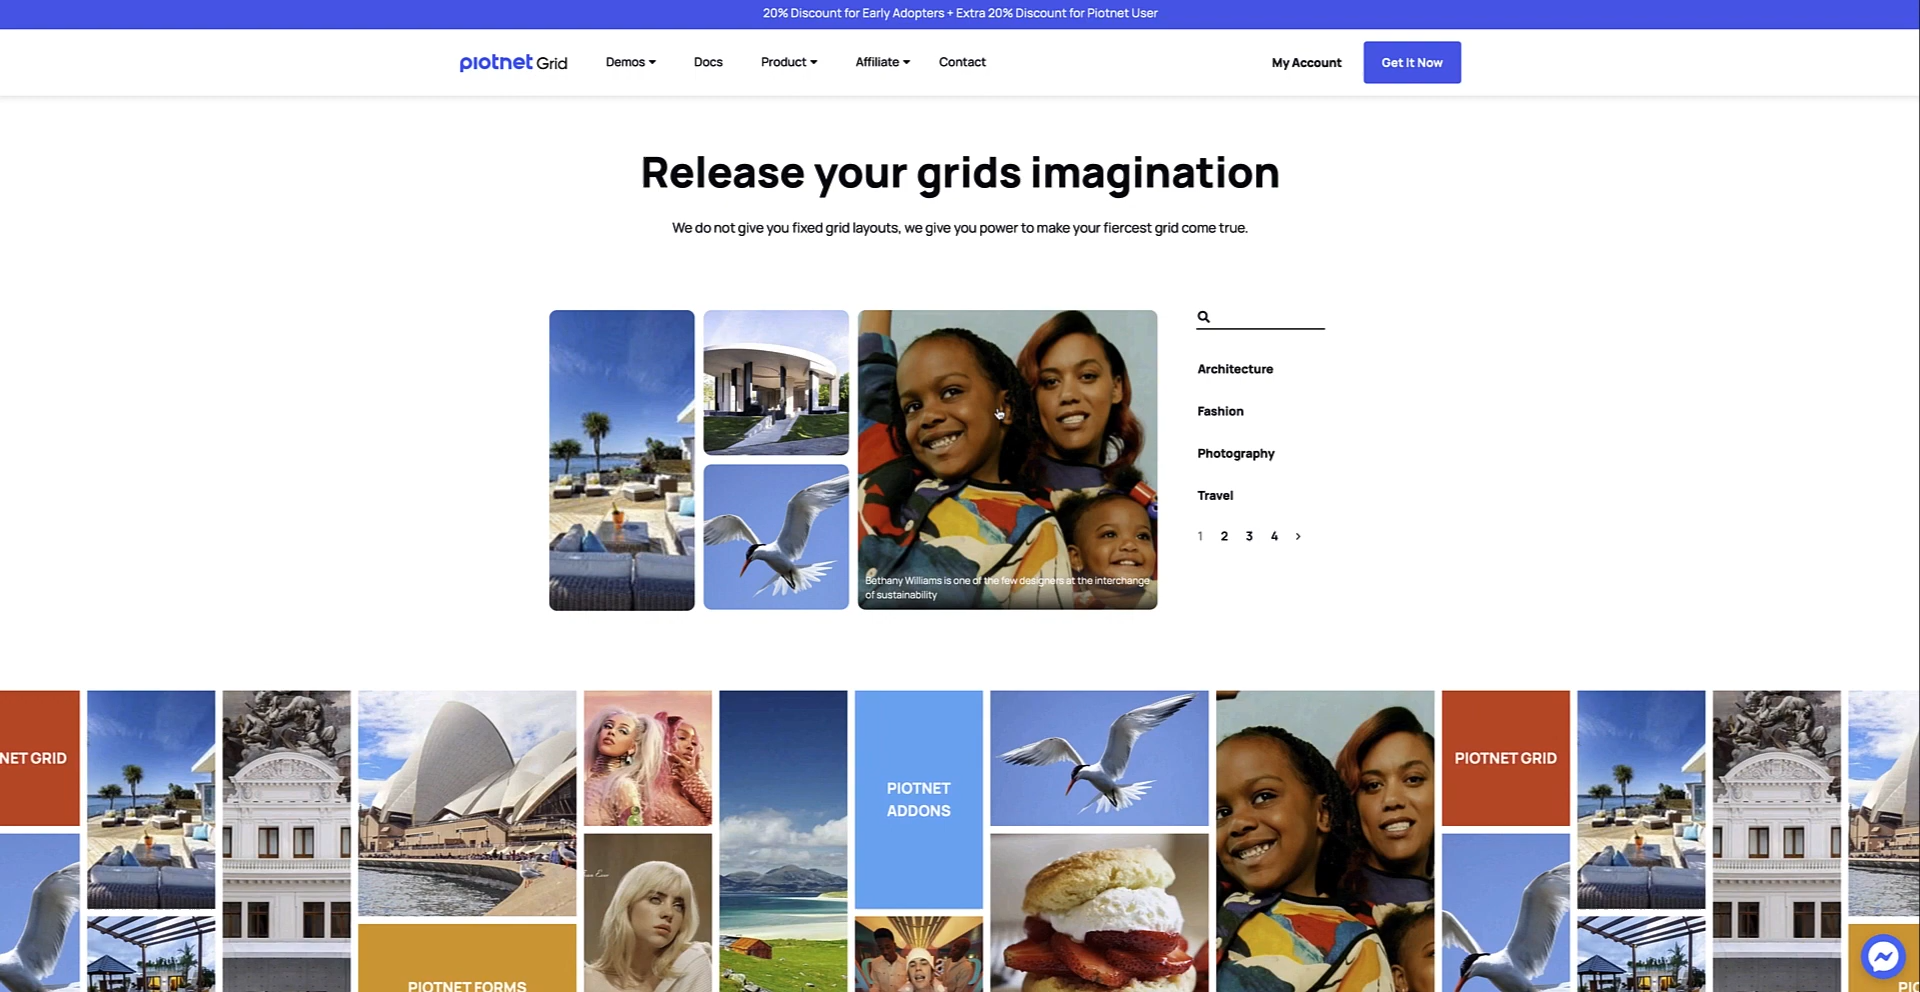 20% Discount for Early Adopters + Extra 20% Discount for Piotnet User
piotnet Grid
Demos
Docs
Product
Affiliate
Contact
My Account
Get It Now
Release your grids imagination
We do not give you fixed grid layouts, we give you power to make your fiercest grid come true.
Architecture
Fashion
Photography
Travel
1 2 3 4 >
Bethany Williams is one of the few designers at the interchange
of sustainability
NET GRID
PIOTNET
ADDONS
PIOTNET GRID
PIOTNET FORMS
PIO